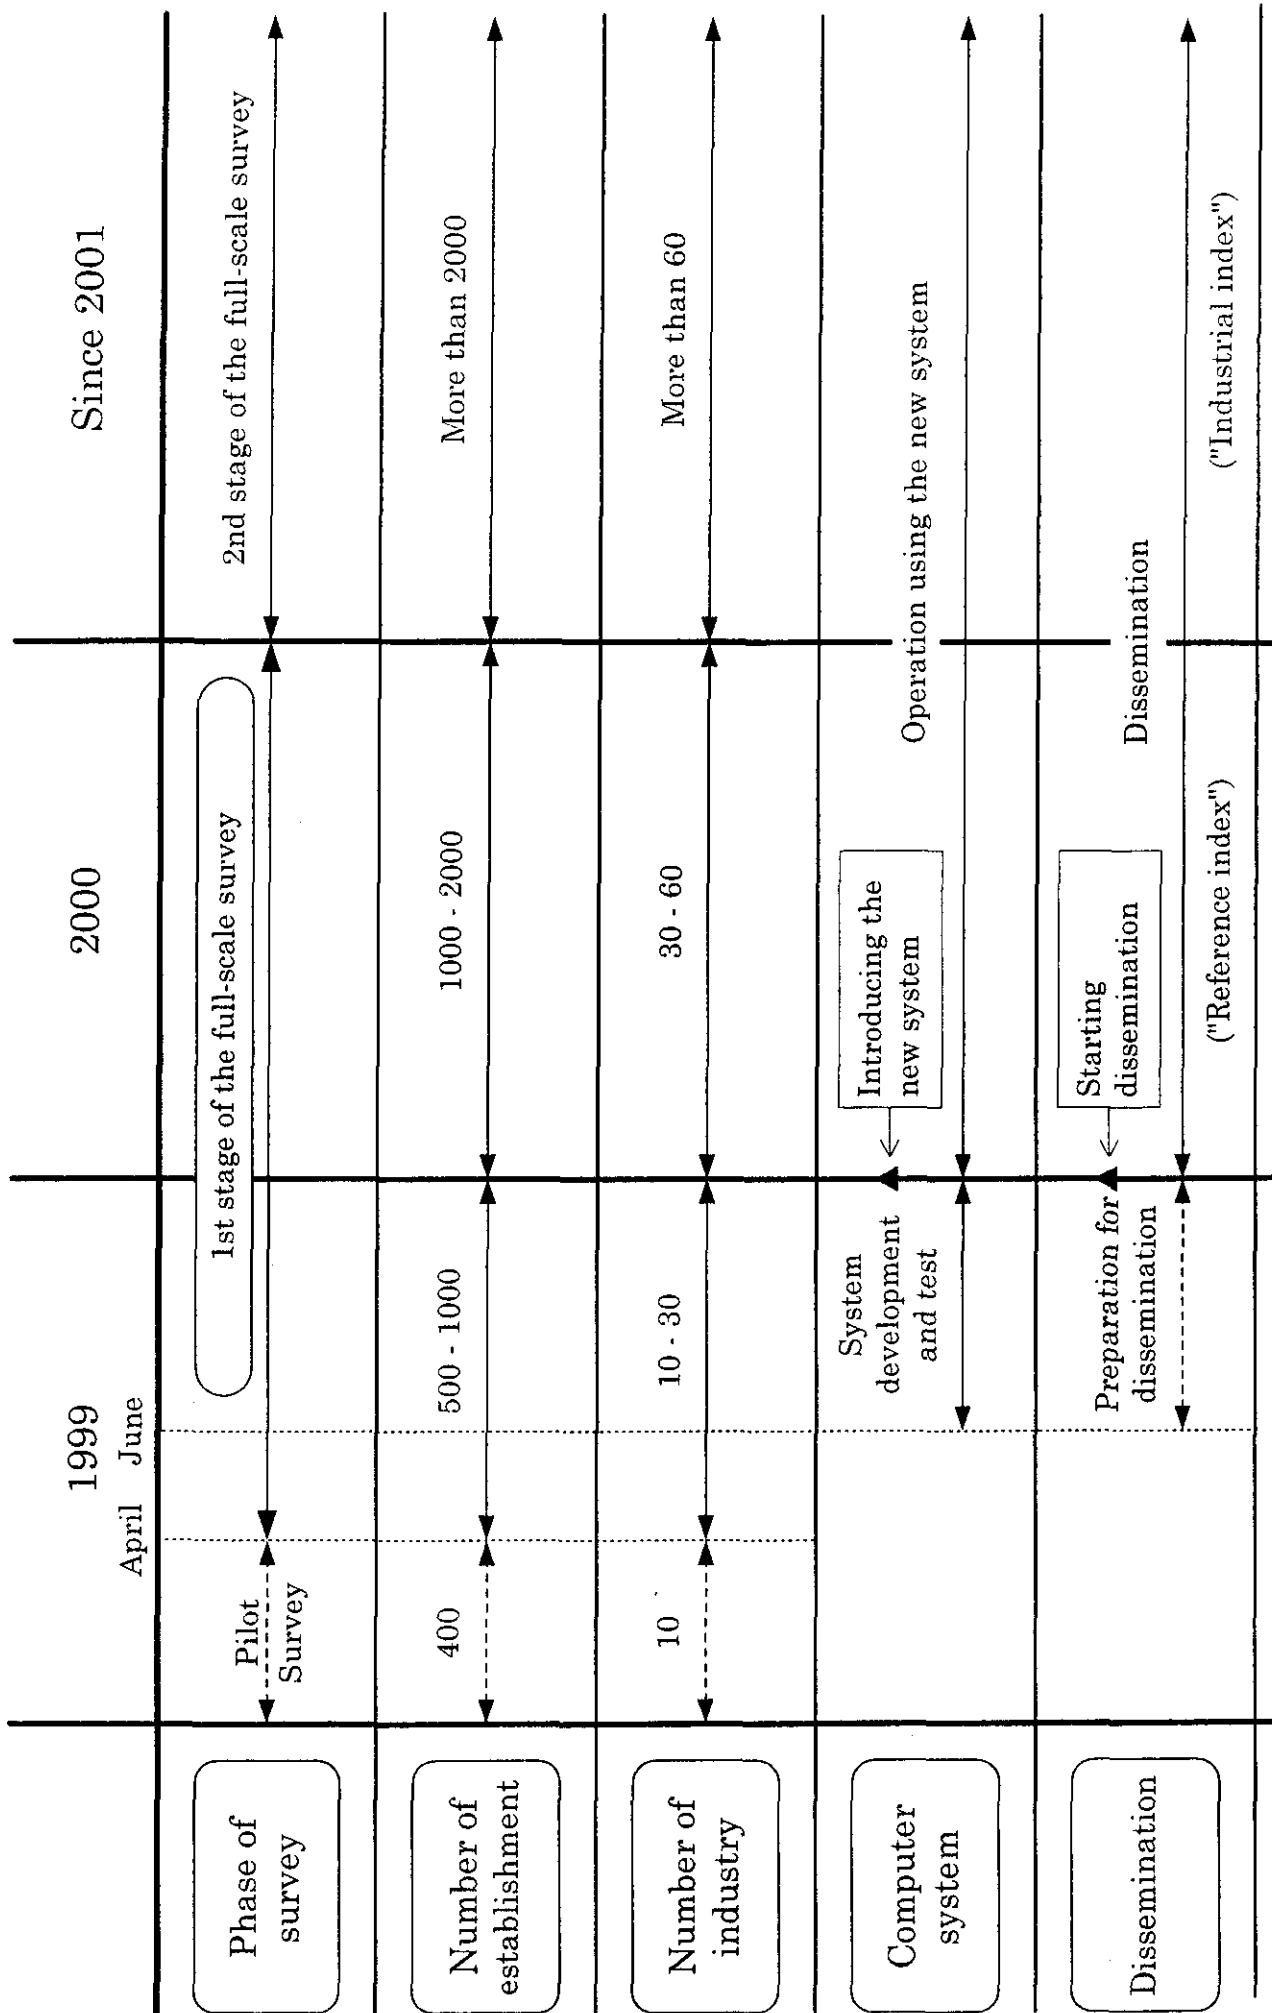 1999
2000
Since 2001
April
June
Phase of
survey
Pilot
Survey
1st stage of the full-scale survey
2nd stage of the full-scale survey
Number of
establishment
400
500 - 1000
1000 - 2000
More than 2000
Number of
industry
10
10 - 30
30 - 60
More than 60
Computer
system
System
development
and test
Introducing the
new system
Operation using the new system
Dissemination
Preparation for
dissemination
Starting
dissemination
Dissemination
("Reference index")
("Industrial index")